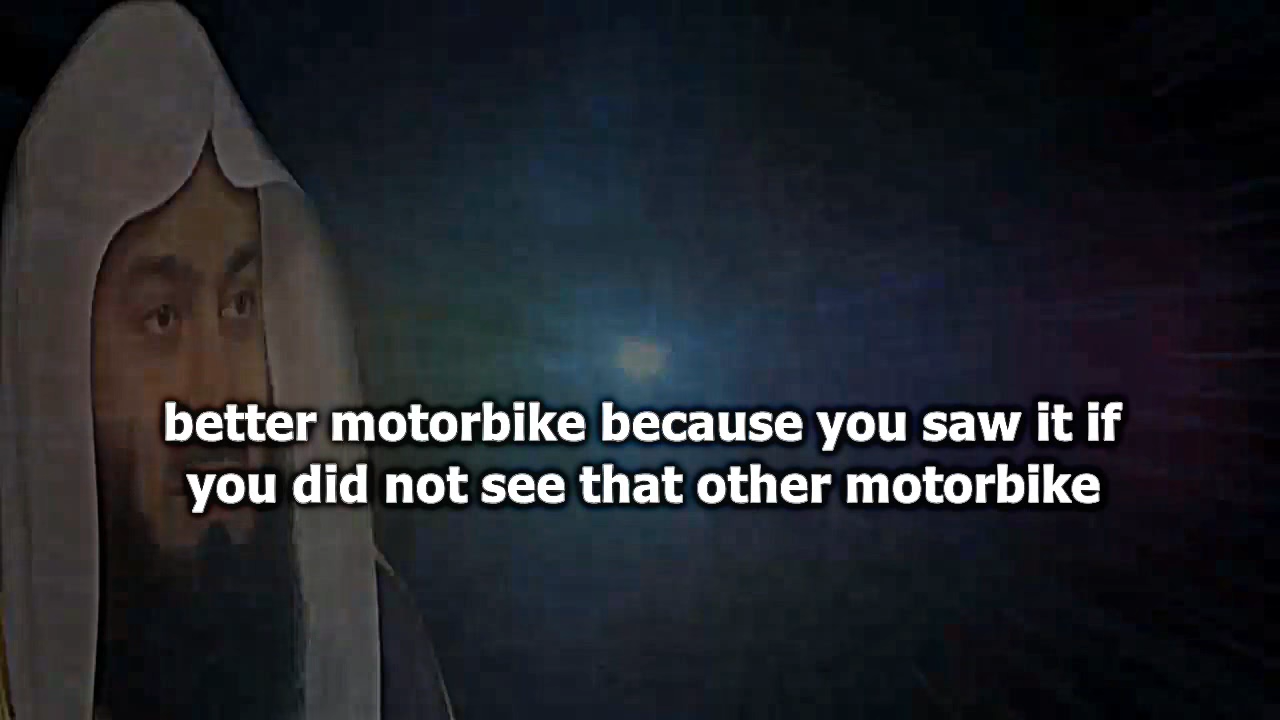 better motorbike because you saw it if
you did not see that other motorbike